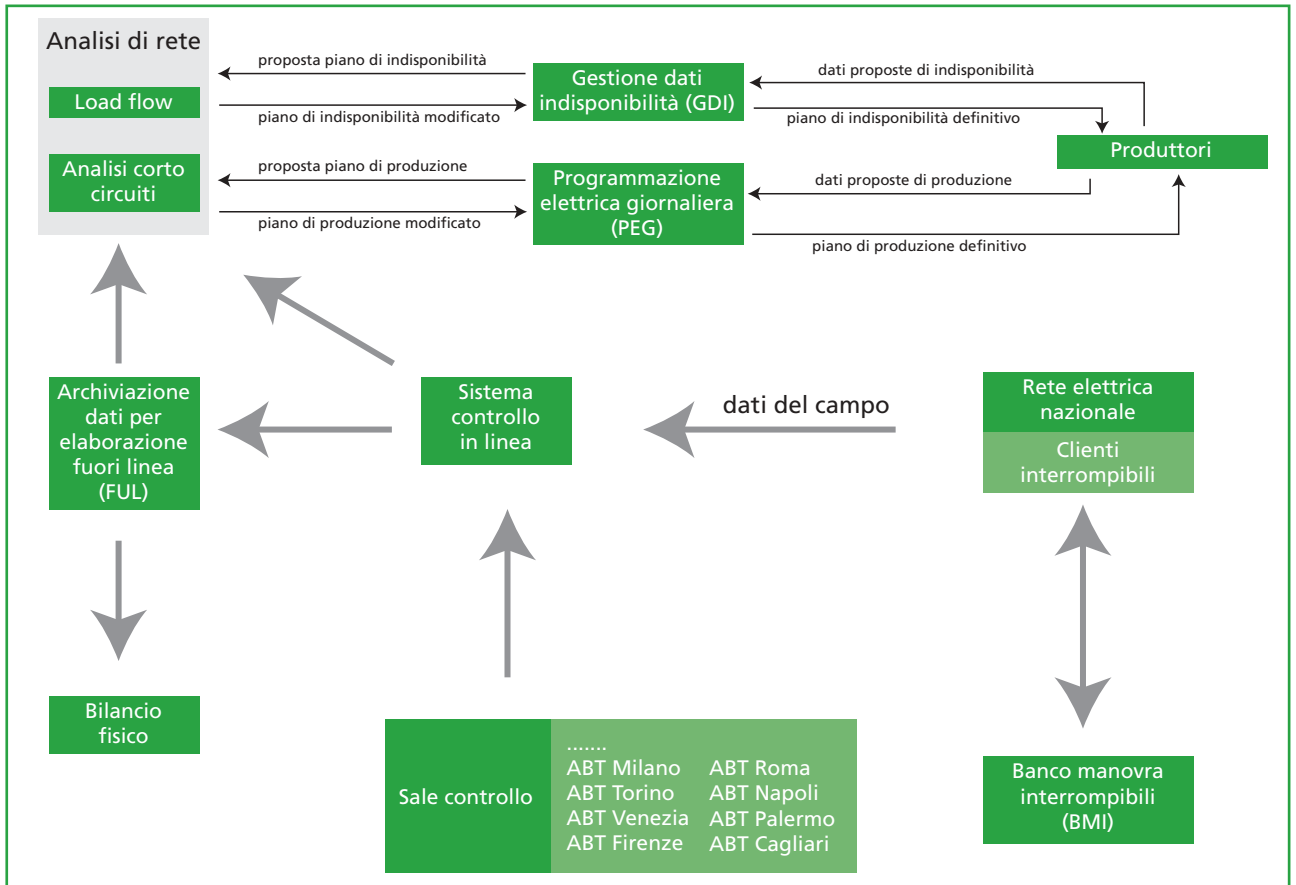 Analisi di rete
Load flow
Analisi corto
circuiti
proposta piano di indisponibilità
piano di indisponibilità modificato
proposta piano di produzione
piano di produzione modificato
Gestione dati
indisponibilità (GDI)
Programmazione
elettrica giornaliera
(PEG)
dati proposte di indisponibilità
piano di indisponibilità definitivo
dati proposte di produzione
piano di produzione definitivo
Produttori
Archiviazione
dati per
elaborazione
fuori linea
(FUL)
Sistema
controllo
in linea
dati del campo
Rete elettrica
nazionale
Clienti
interrompibili
Bilancio
fisico
Sale controllo
.......
ABT Milano
ABT Torino
ABT Venezia
ABT Firenze
ABT Roma
ABT Napoli
ABT Palermo
ABT Cagliari
Banco manovra
interrompibili
(BMI)